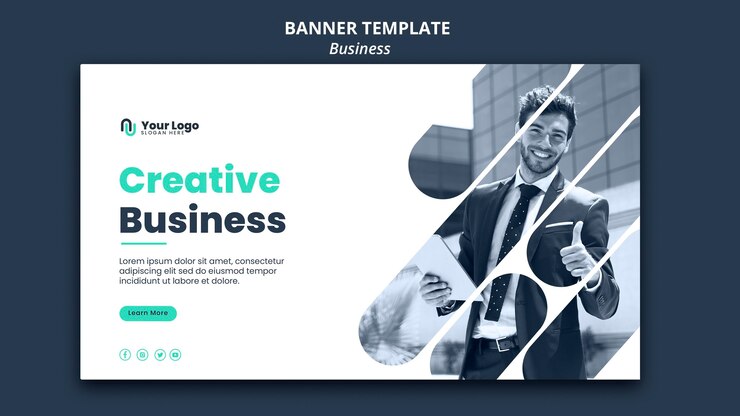 BANNER TEMPLATE
Business
Your Logo
SLOGAN HERE
Creative
Business
Lorem ipsum dolor sit amet, consectetur
adipiscing elit sed do eiusmod tempor
incididunt ut labore et dolore.
Learn More